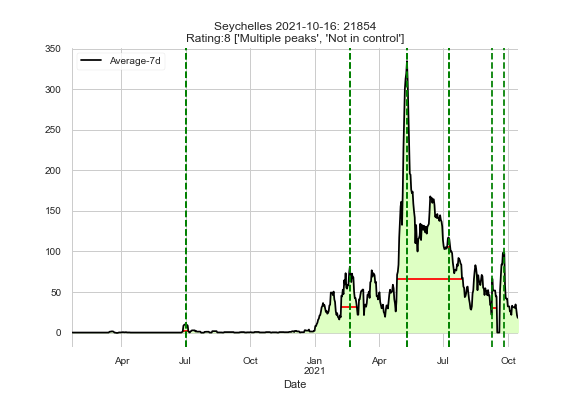 Seychelles 2021-10-16: 21854
Rating:8 ['Multiple peaks', 'Not in control']
350
300
250
200
150
100
50
0
Average-7d
Apr
Jul
Oct
Jan
2021
Apr
Jul
Oct
Date